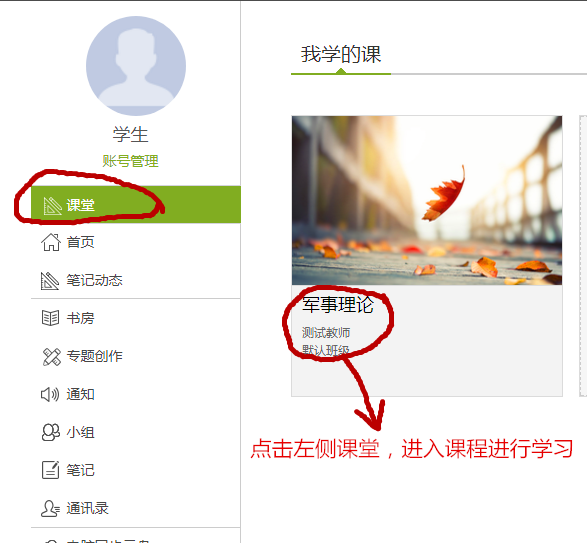 学生
账号管理
课堂
首页
笔记动态
书房
专题创作
通知
小组
笔记
通讯录
我学的课
军事理论
测试教师
默认班级
点击左侧课堂，进入课程进行学习